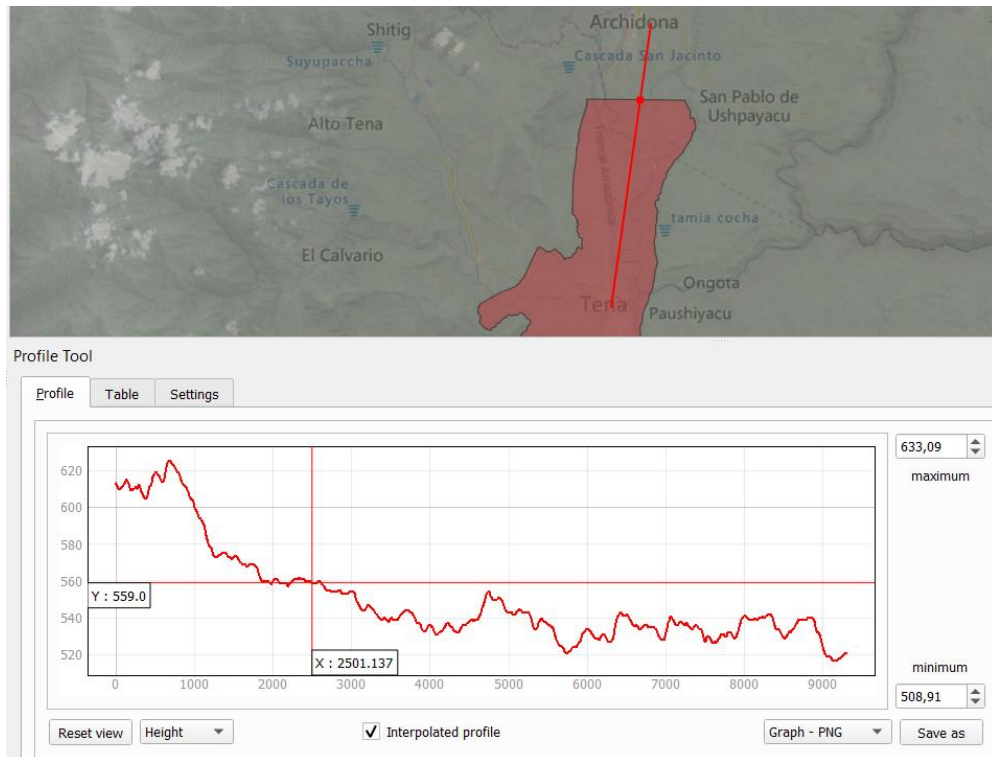 Archidona
Shitig
Suyupaccha
Cascada San Jacinto
San Pablo de
Ushpayacu
Alto Tena
Troncal Amazónica
Cascada de
los Tayos
tamia cocha
El Calvario
Ongota
Tena
Paushiyacu
Profile Tool
Profile
Table
Settings
620
600
580
560
540
520
Y : 559.0
X : 2501.137
0
1000
2000
3000
4000
5000
6000
7000
8000
9000
633,09
maximum
minimum
508,91
Reset view
Height
Interpolated profile
Graph - PNG
Save as